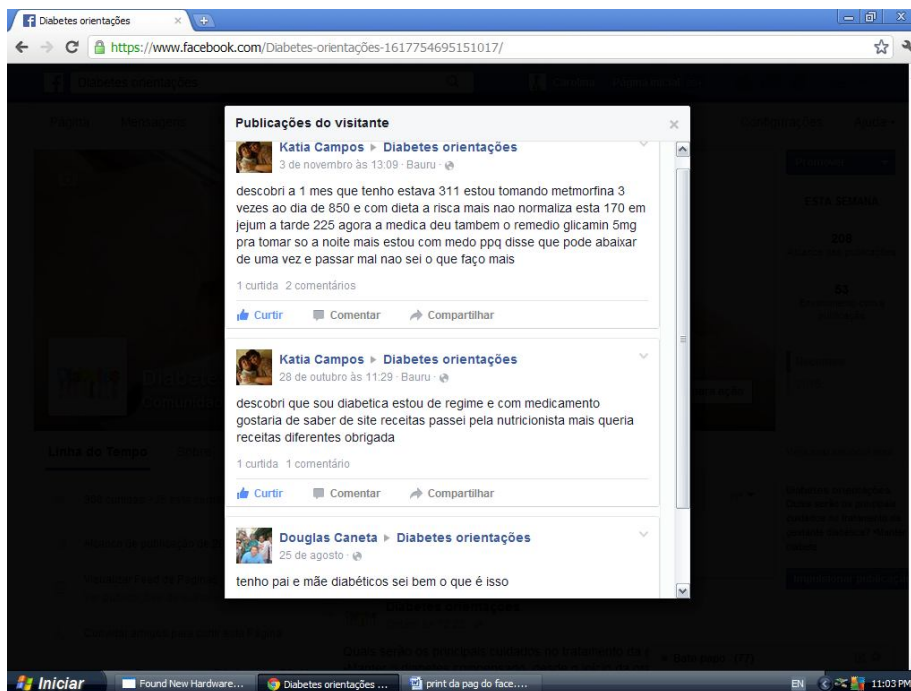 Diabetes orientações
https://www.facebook.com/Diabetes-orientações-1617754695151017/
Diabetes orientações
Publicações do visitante
Katia Campos ▸ Diabetes orientações
3 de novembro às 13:09 · Bauru ·
descobri a 1 mes que tenho estava 311 estou tomando metmorfina 3
vezes ao dia de 850 e com dieta a risca mais nao normaliza esta 170 em
jejum a tarde 225 agora a medica deu tambem o remedio glicamin 5mg
pra tomar so a noite mais estou com medo ppq disse que pode abaixar
de uma vez e passar mal nao sei o que faço mais
1 curtida 2 comentários
Curtir Comentar Compartilhar
Katia Campos ▸ Diabetes orientações
28 de outubro às 11:29 · Bauru ·
descobri que sou diabetica estou de regime e com medicamento
gostaria de saber de site receitas passei pela nutricionista mais queria
receitas diferentes obrigada
1 curtida 1 comentário
Curtir Comentar Compartilhar
Douglas Caneta ▸ Diabetes orientações
25 de agosto ·
tenho pai e mãe diabéticos sei bem o que é isso
ESTA SEMANA
Linha do Tempo
Iniciar Found New Hardware... Diabetes orientações ... print da pag do face.... EN 11:03 PM